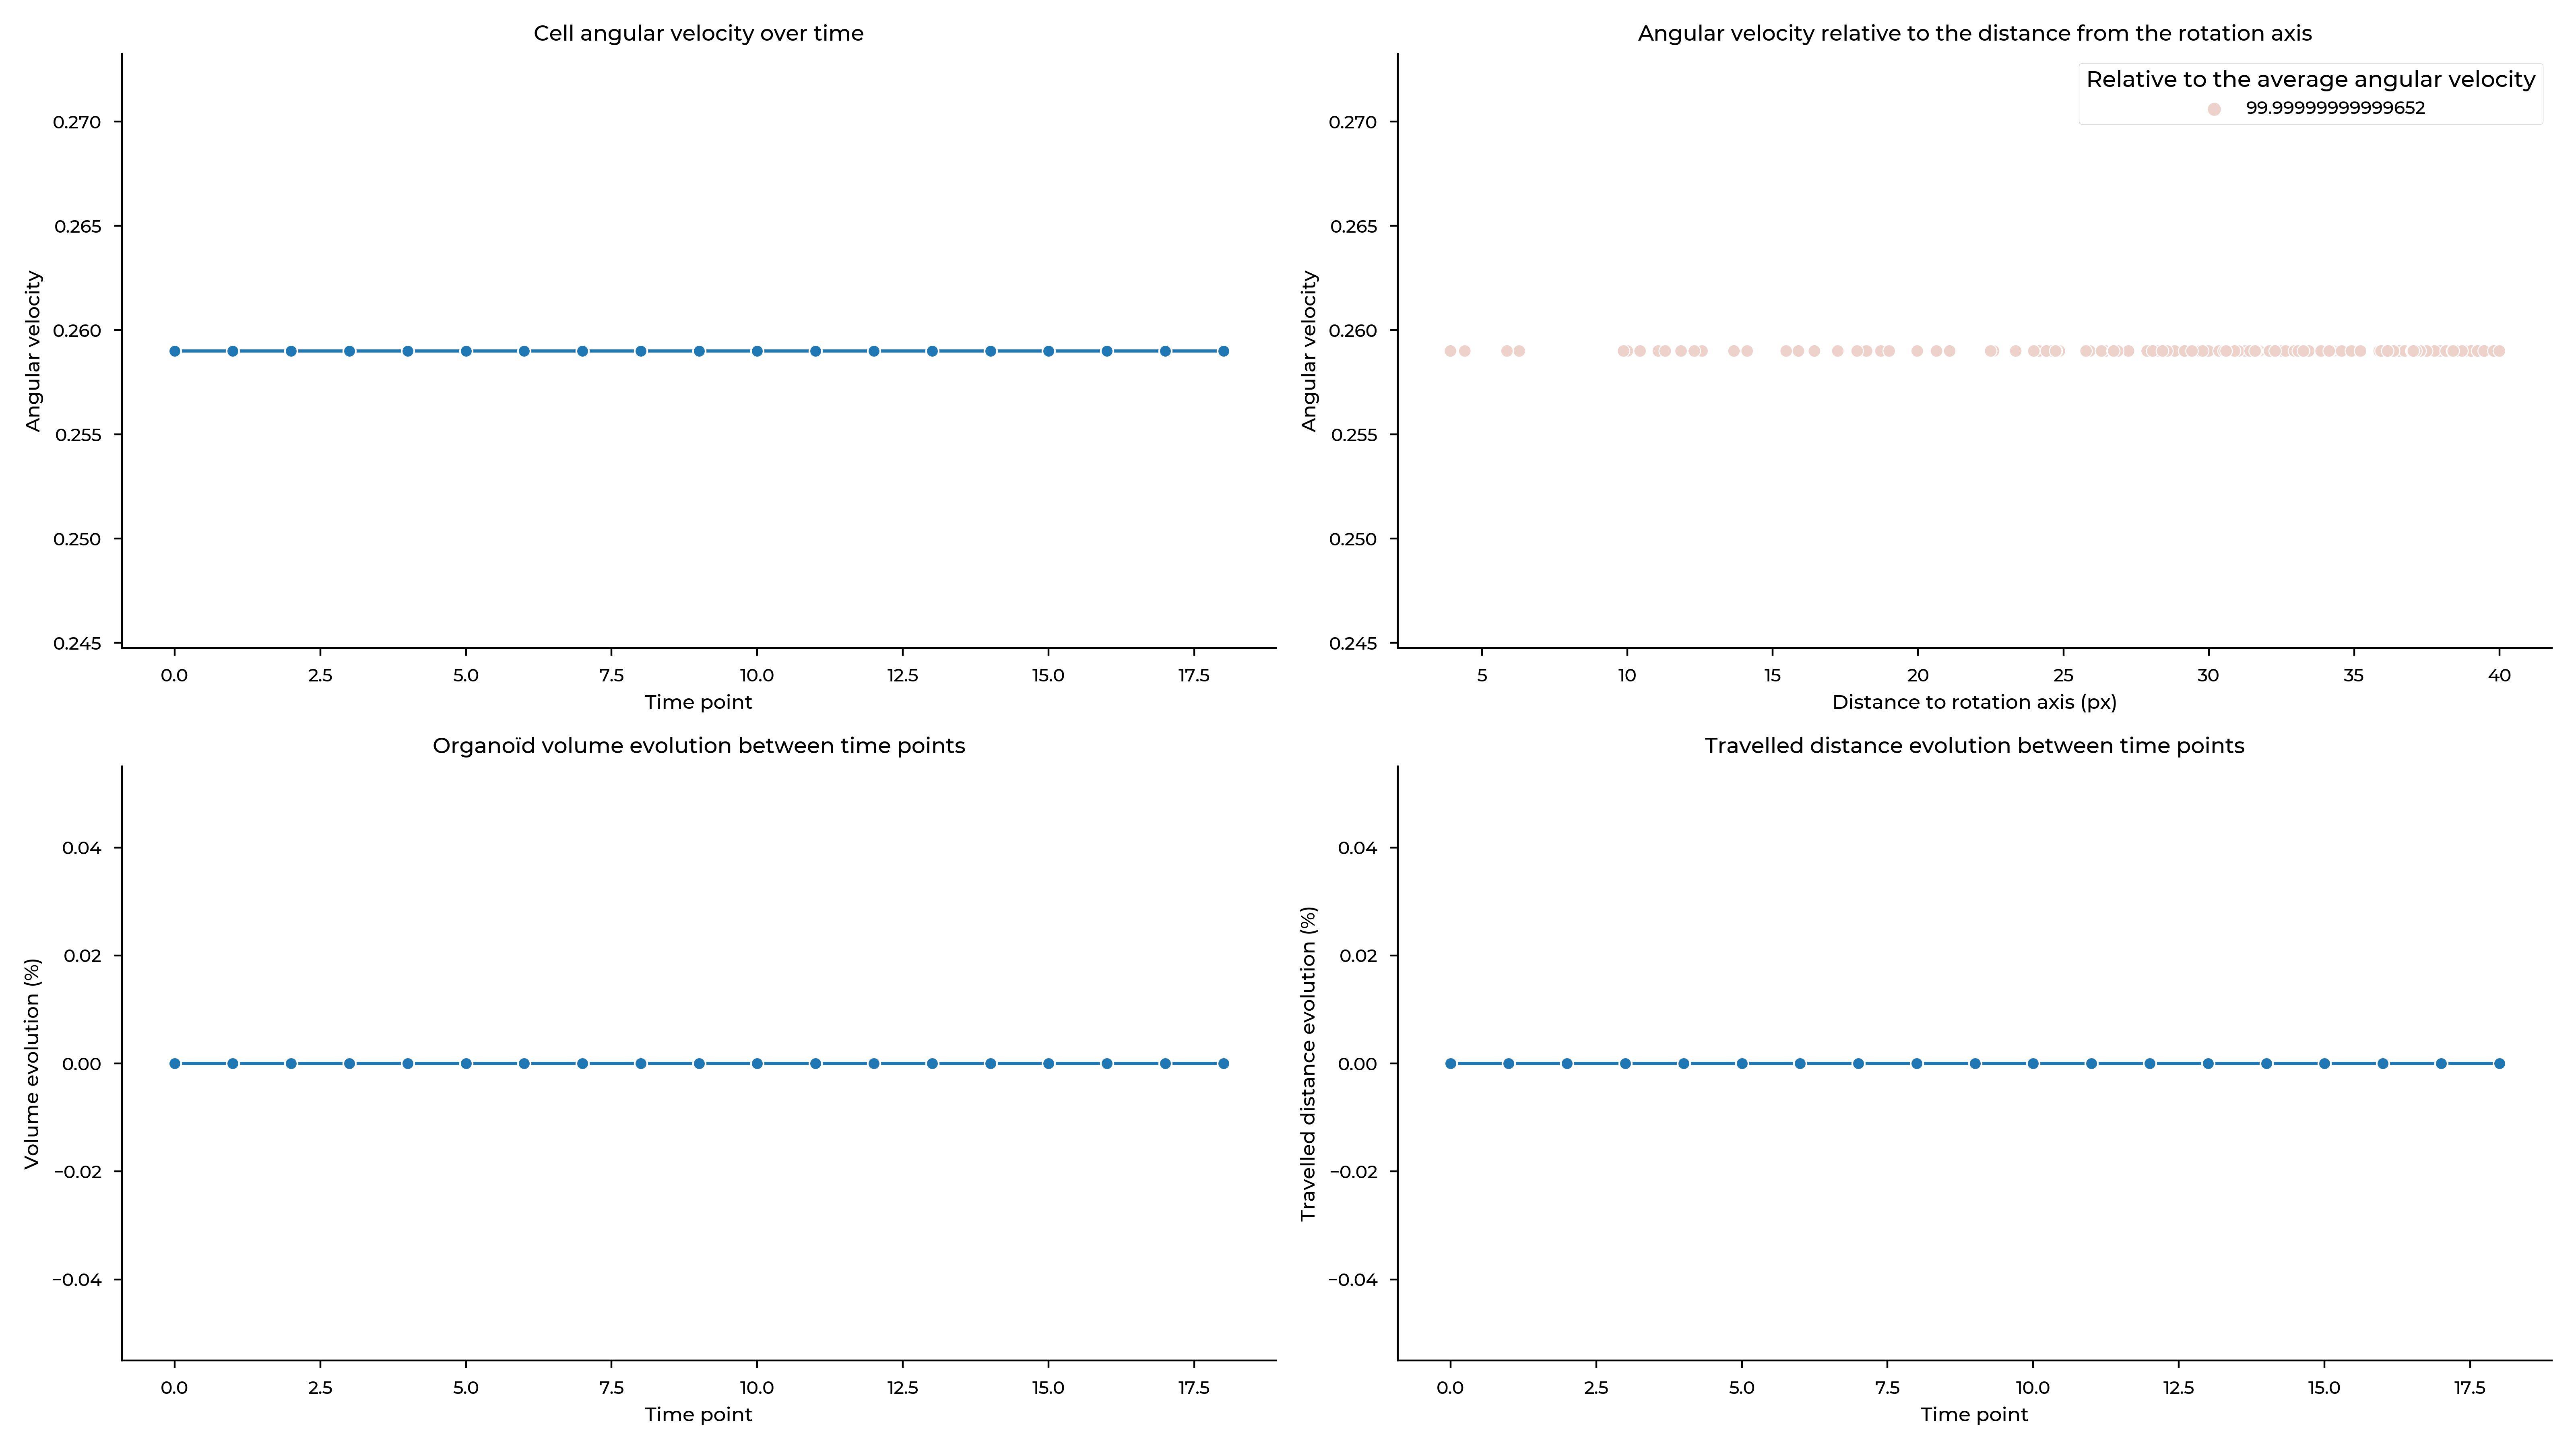 Cell angular velocity over time
Angular velocity
0.270
0.265
0.260
0.255
0.250
0.245
0.0 2.5 5.0 7.5 10.0 12.5 15.0 17.5
Time point
Angular velocity relative to the distance from the rotation axis
Relative to the average angular velocity
99.99999999999652
Angular velocity
0.270
0.265
0.260
0.255
0.250
0.245
5 10 15 20 25 30 35 40
Distance to rotation axis (px)
Organoïd volume evolution between time points
Volume evolution (%)
0.04
0.02
0.00
−0.02
−0.04
0.0 2.5 5.0 7.5 10.0 12.5 15.0 17.5
Time point
Travelled distance evolution between time points
Travelled distance evolution (%)
0.04
0.02
0.00
−0.02
−0.04
0.0 2.5 5.0 7.5 10.0 12.5 15.0 17.5
Time point